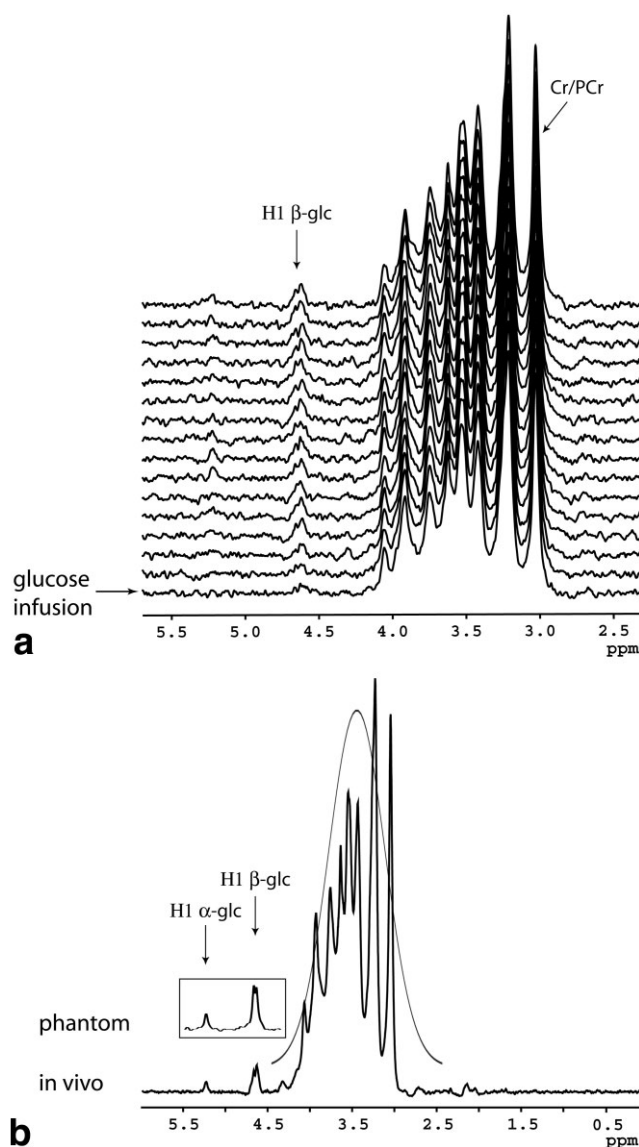 Cr/PCr
H1 β-glc
glucose
infusion
5.5 5.0 4.5 4.0 3.5 3.0 2.5
ppm
a
H1 β-glc
H1 α-glc
phantom
in vivo
5.5 4.5 3.5 2.5 1.5 0.5
ppm
b